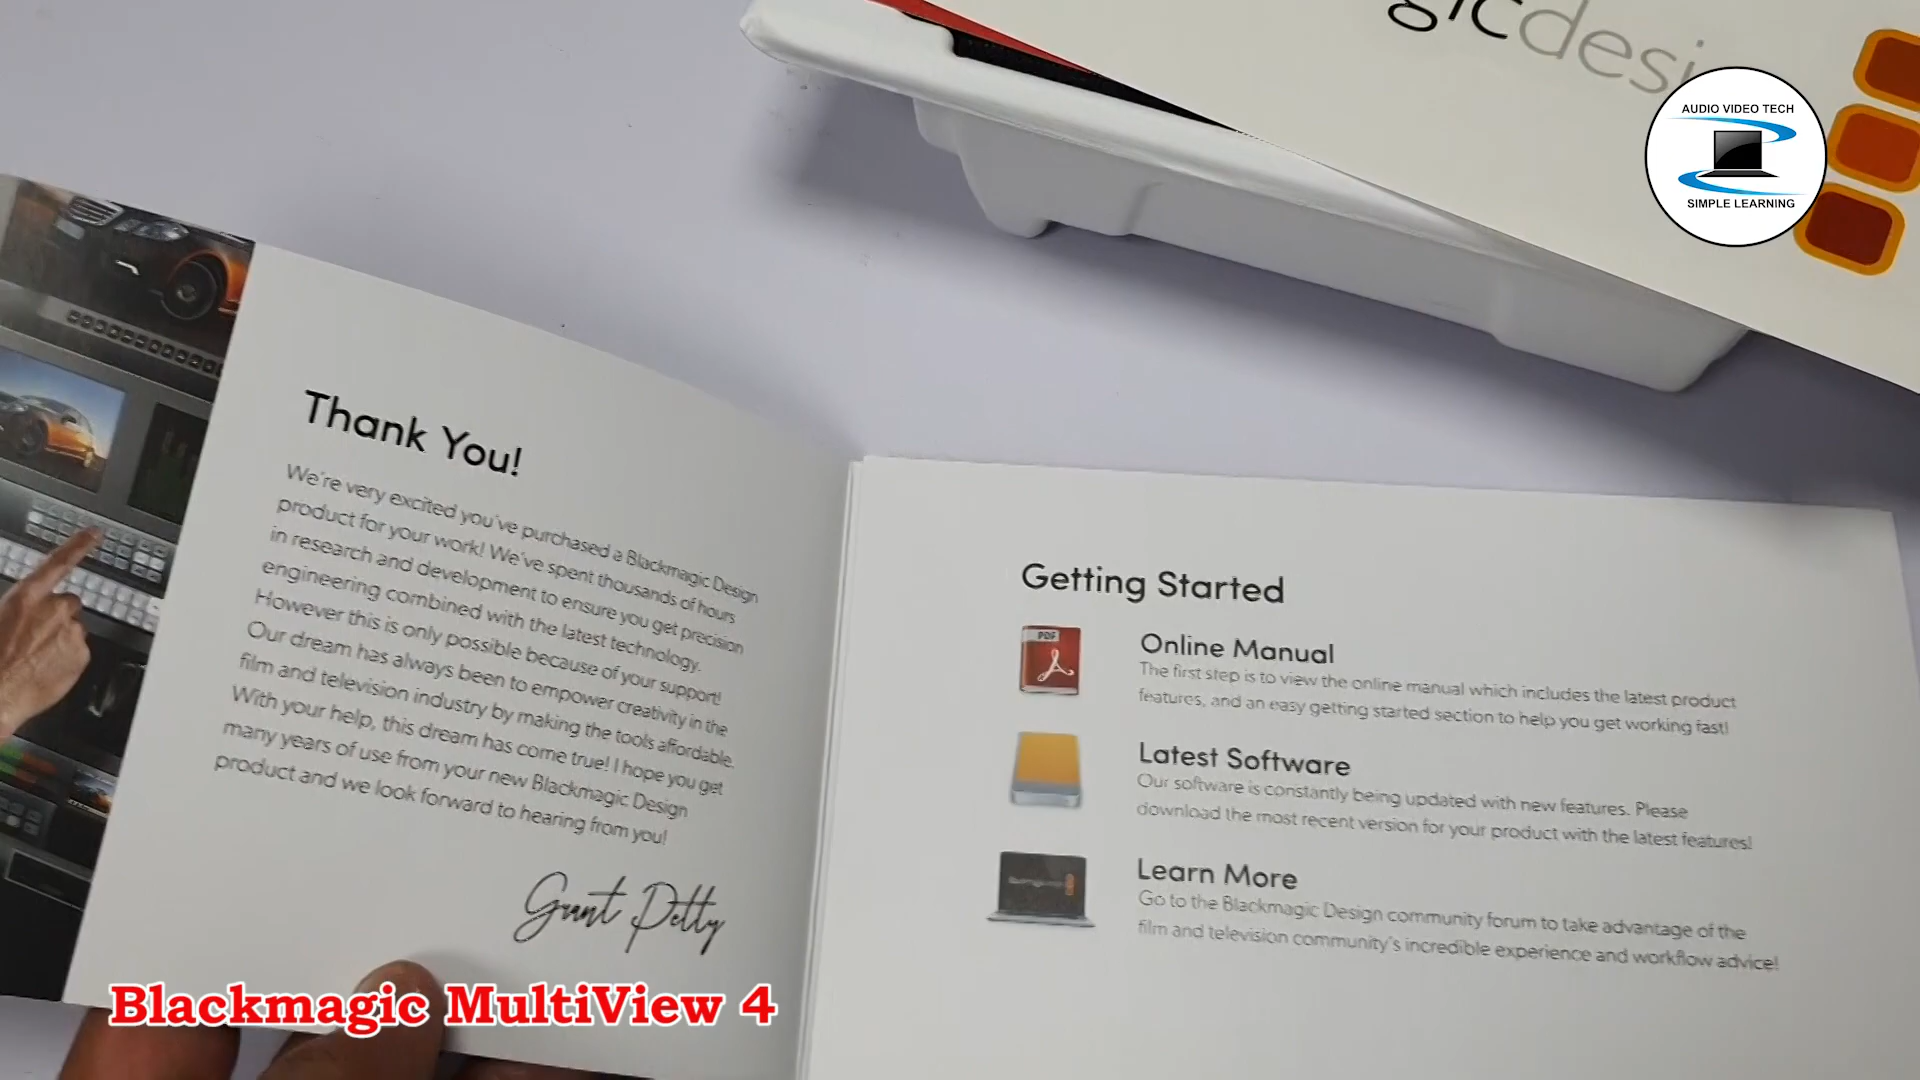 gicdesi
AUDIO VIDEO TECH
SIMPLE LEARNING
Thank You!
We're very excited you've purchased a Blackmagic Design
product for your work! We've spent thousands of hours
in research and development to ensure you get precision
engineering combined with the latest technology.
However this is only possible because of your support!
Our dream has always been to empower creativity in the
film and television industry by making the tools affordable.
With your help, this dream has come true! I hope you get
many years of use from your new Blackmagic Design
product and we look forward to hearing from you!
Grant Petty
Getting Started
PDF
Online Manual
The first step is to view the online manual which includes the latest product
features, and an easy getting started section to help you get working fast!
Latest Software
Our software is constantly being updated with new features. Please
download the most recent version for your product with the latest features!
Learn More
Go to the Blackmagic Design community forum to take advantage of the
film and television community's incredible experience and workflow advice!
Blackmagic MultiView 4